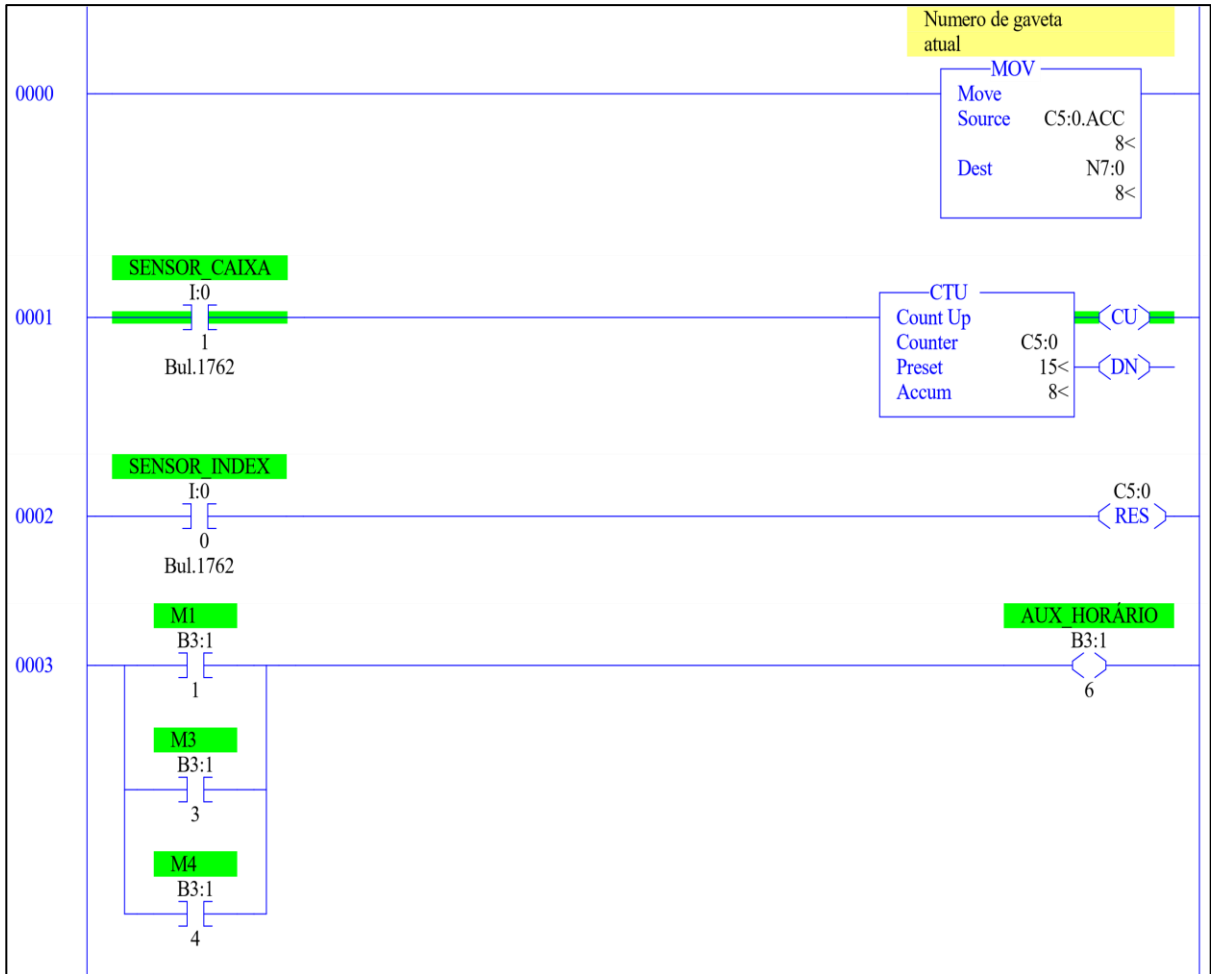 Numero de gaveta
atual
MOV
0000
Move
Source C5:0.ACC
8<
Dest N7:0
8<
SENSOR_CAIXA
I:0
CTU
0001
Count Up
CU
Counter C5:0
1
Preset 15<
DN
Bul.1762
Accum 8<
SENSOR_INDEX
I:0
C5:0
0002
RES
0
Bul.1762
M1
AUX_HORÁRIO
B3:1
B3:1
0003
1
6
M3
B3:1
3
M4
B3:1
4